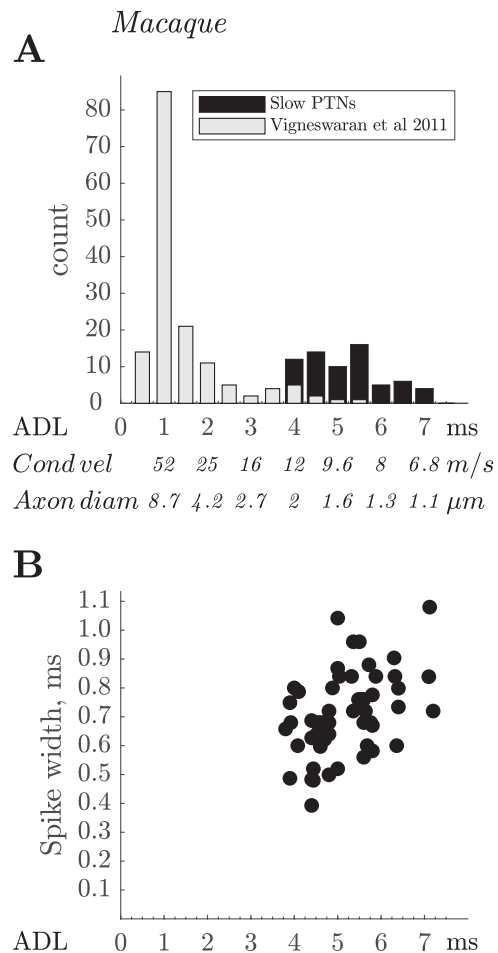 Macaque
A
Slow PTNs
Vigneswaran et al 2011
count
80
70
60
50
40
30
20
10
0
ADL 0 1 2 3 4 5 6 7 ms
Cond vel 52 25 16 12 9.6 8 6.8 m/s
Axon diam 8.7 4.2 2.7 2 1.6 1.3 1.1 μm
B
Spike width, ms
1.1
1.0
0.9
0.8
0.7
0.6
0.5
0.4
0.3
0.2
0.1
ADL 0 1 2 3 4 5 6 7 ms